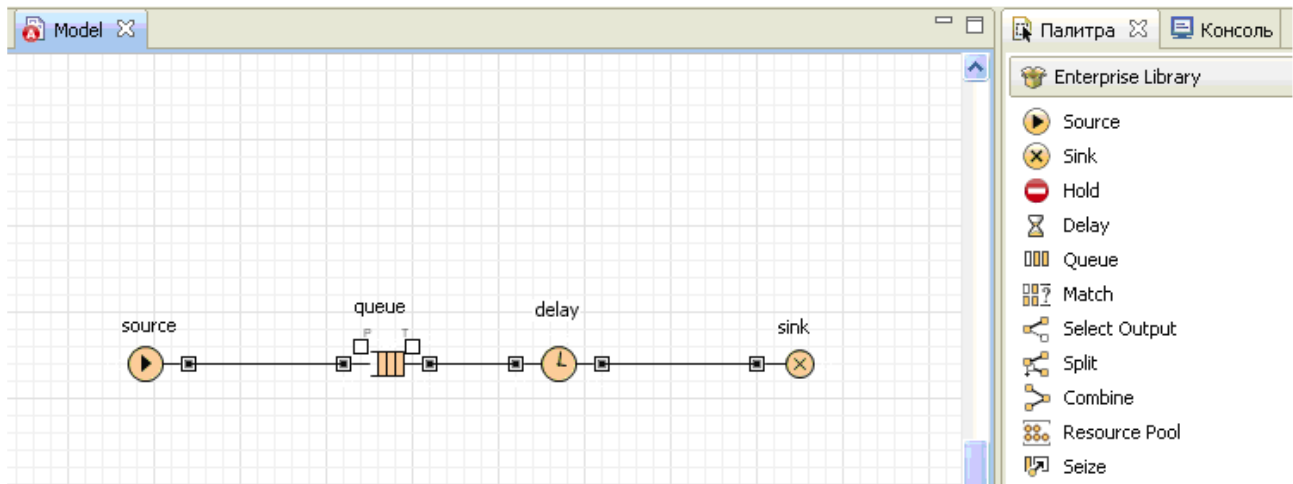 Model
Палитра
Консоль
Enterprise Library
Source
Sink
Hold
Delay
Queue
Match
Select Output
Split
Combine
Resource Pool
Seize
source
queue
P T
delay
sink